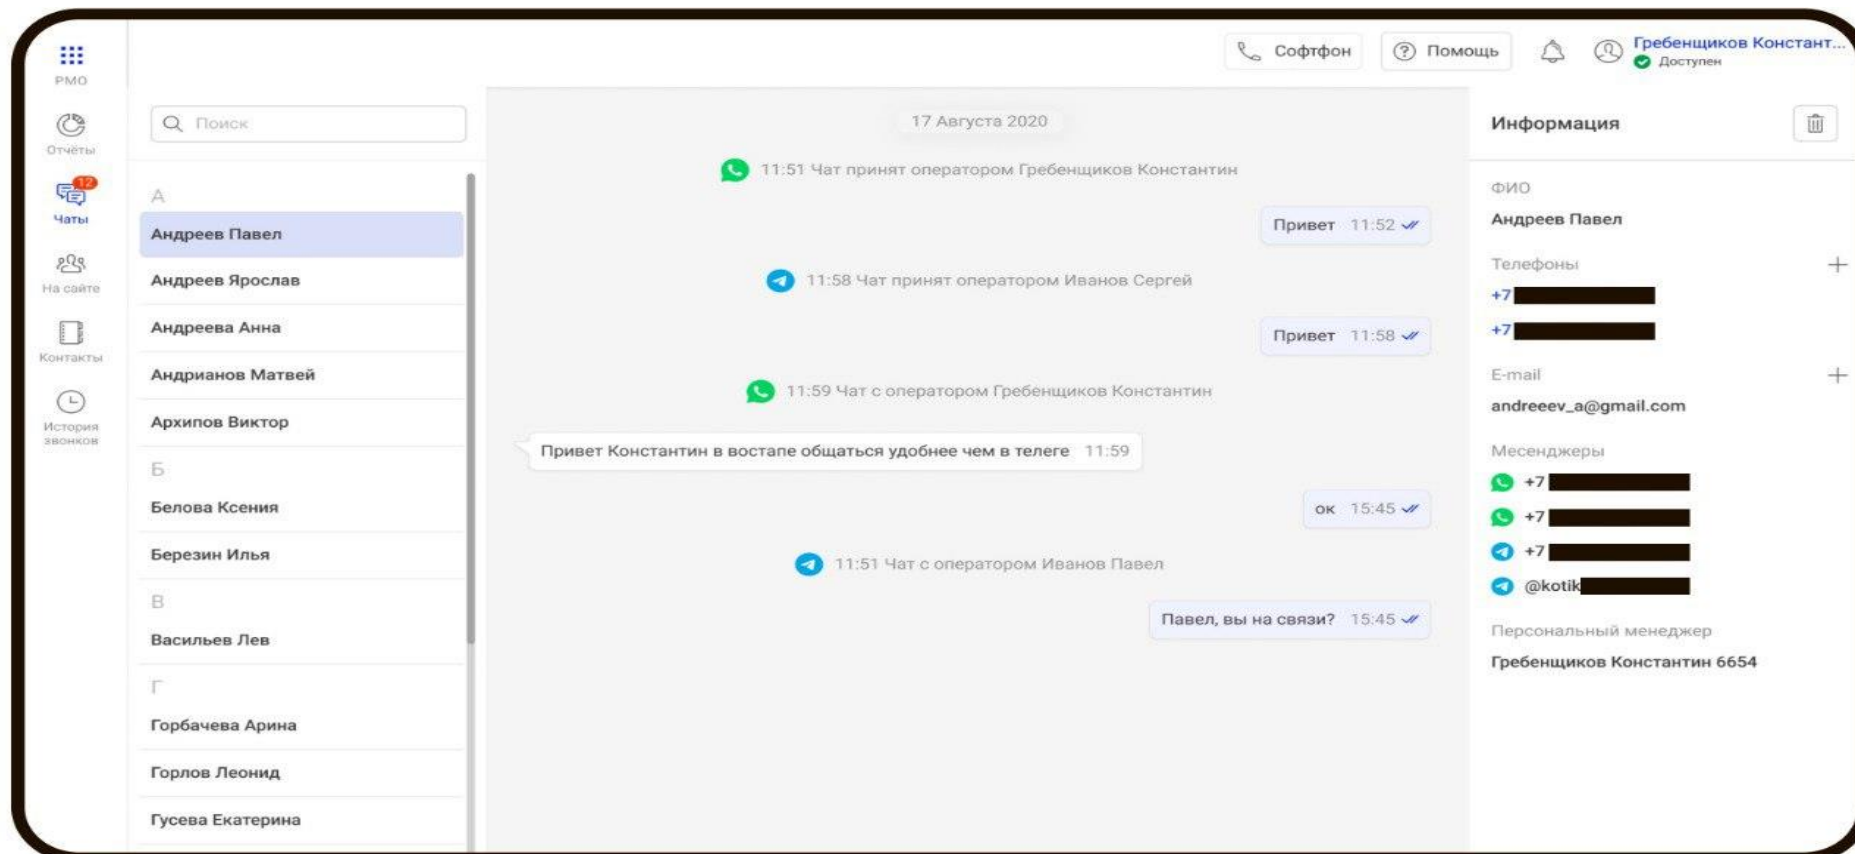 РМО
Отчёты
12
Чаты
На сайте
Контакты
История
звонков
Софтфон
Помощь
Гребенщиков Констант...
Доступен
Поиск
А
Андреев Павел
Андреев Ярослав
Андреева Анна
Андрианов Матвей
Архипов Виктор
Б
Белова Ксения
Березин Илья
В
Васильев Лев
Г
Горбачева Арина
Горлов Леонид
Гусева Екатерина
17 Августа 2020
11:51 Чат принят оператором Гребенщиков Константин
Привет 11:52
11:58 Чат принят оператором Иванов Сергей
Привет 11:58
11:59 Чат с оператором Гребенщиков Константин
Привет Константин в востапе общаться удобнее чем в телеге 11:59
ок 15:45
11:51 Чат с оператором Иванов Павел
Павел, вы на связи? 15:45
Информация
ФИО
Андреев Павел
Телефоны
+7
+7
E-mail
andreeev_a@gmail.com
Месенджеры
+7
+7
+7
@kotik
Персональный менеджер
Гребенщиков Константин 6654